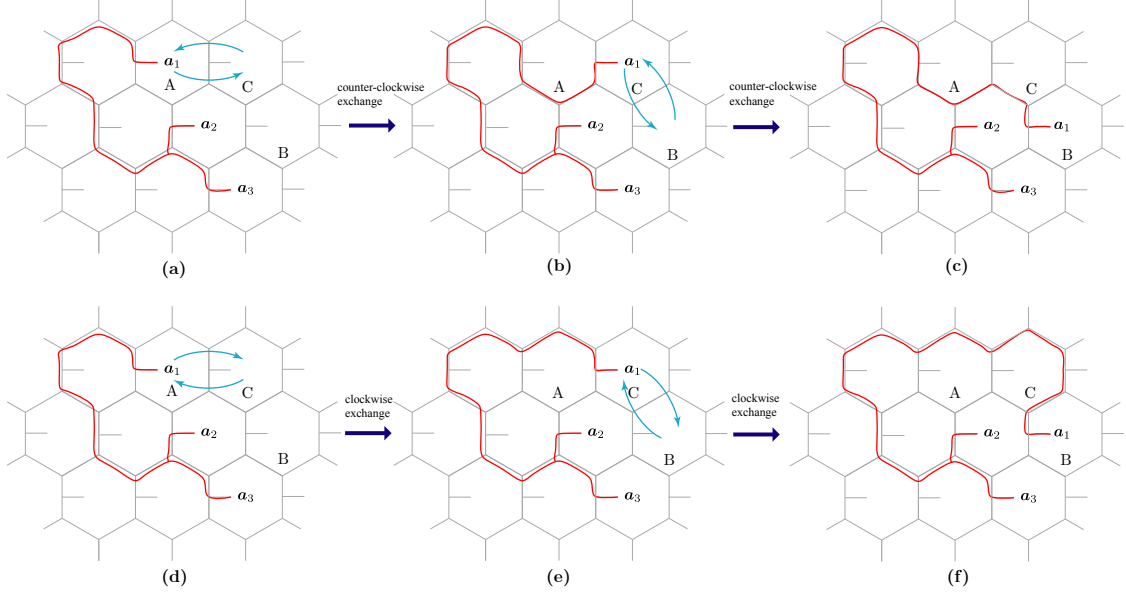 a₁
A
C
a₂
B
a₃
(a)
counter-clockwise
exchange
a₁
C
A
a₂
B
a₃
(b)
counter-clockwise
exchange
A
C
a₂
a₁
B
a₃
(c)
a₁
A
C
a₂
B
a₃
(d)
clockwise
exchange
a₁
A
C
a₂
B
a₃
(e)
clockwise
exchange
A
C
a₂
a₁
B
a₃
(f)